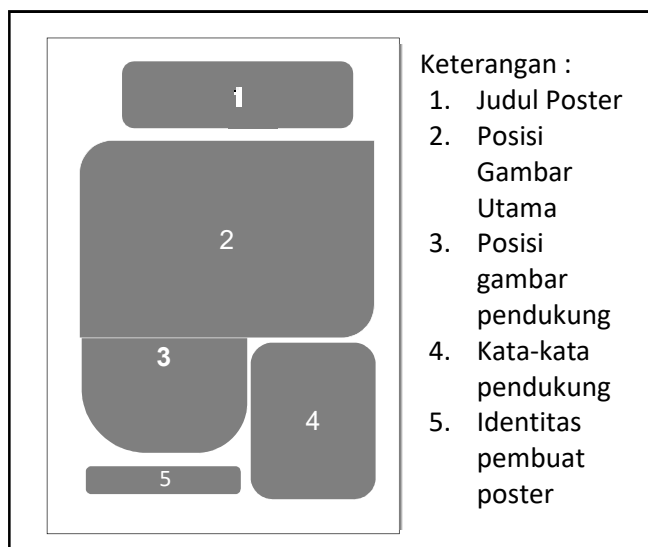 1
2
3
4
5
Keterangan :
1. Judul Poster
2. Posisi
Gambar
Utama
3. Posisi
gambar
pendukung
4. Kata-kata
pendukung
5. Identitas
pembuat
poster